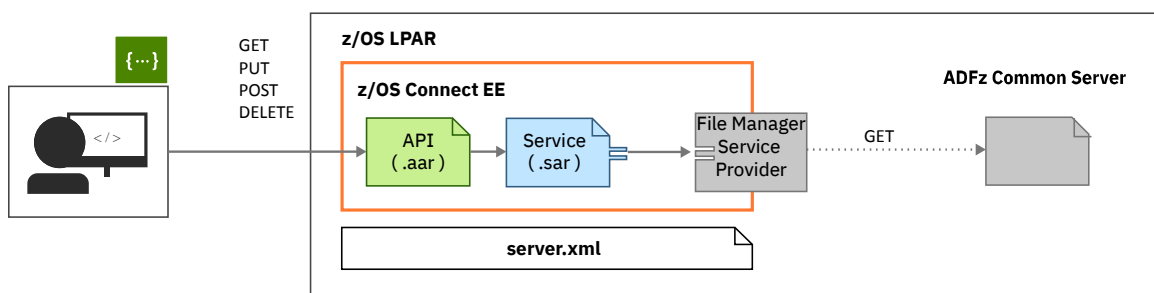 {···}
GET
PUT
POST
DELETE
</>
z/OS LPAR
z/OS Connect EE
API
( .aar )
Service
( .sar )
File Manager
Service
Provider
GET
ADFz Common Server
server.xml